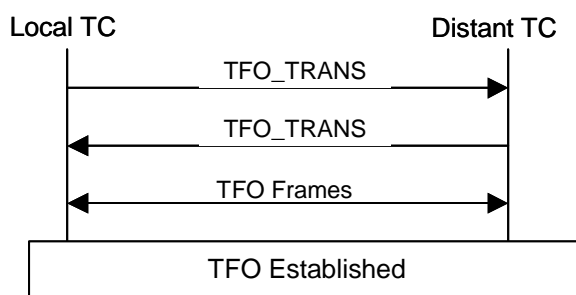 Local TC
Distant TC
TFO_TRANS
TFO_TRANS
TFO Frames
TFO Established